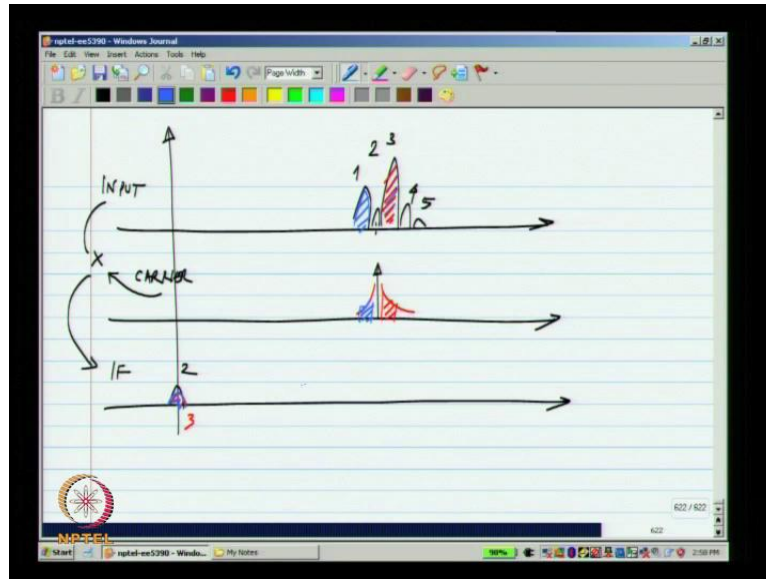 nptel-ee5390 - Windows Journal
File Edit View Insert Actions Tools Help
Page Width
B I
INPUT
1 2 3 4 5
X
CARRIER
IF
2
3
NPTEL
622 / 622
622
Start
nptel-ee5390 - Windo...
My Notes
90%
2:58 PM